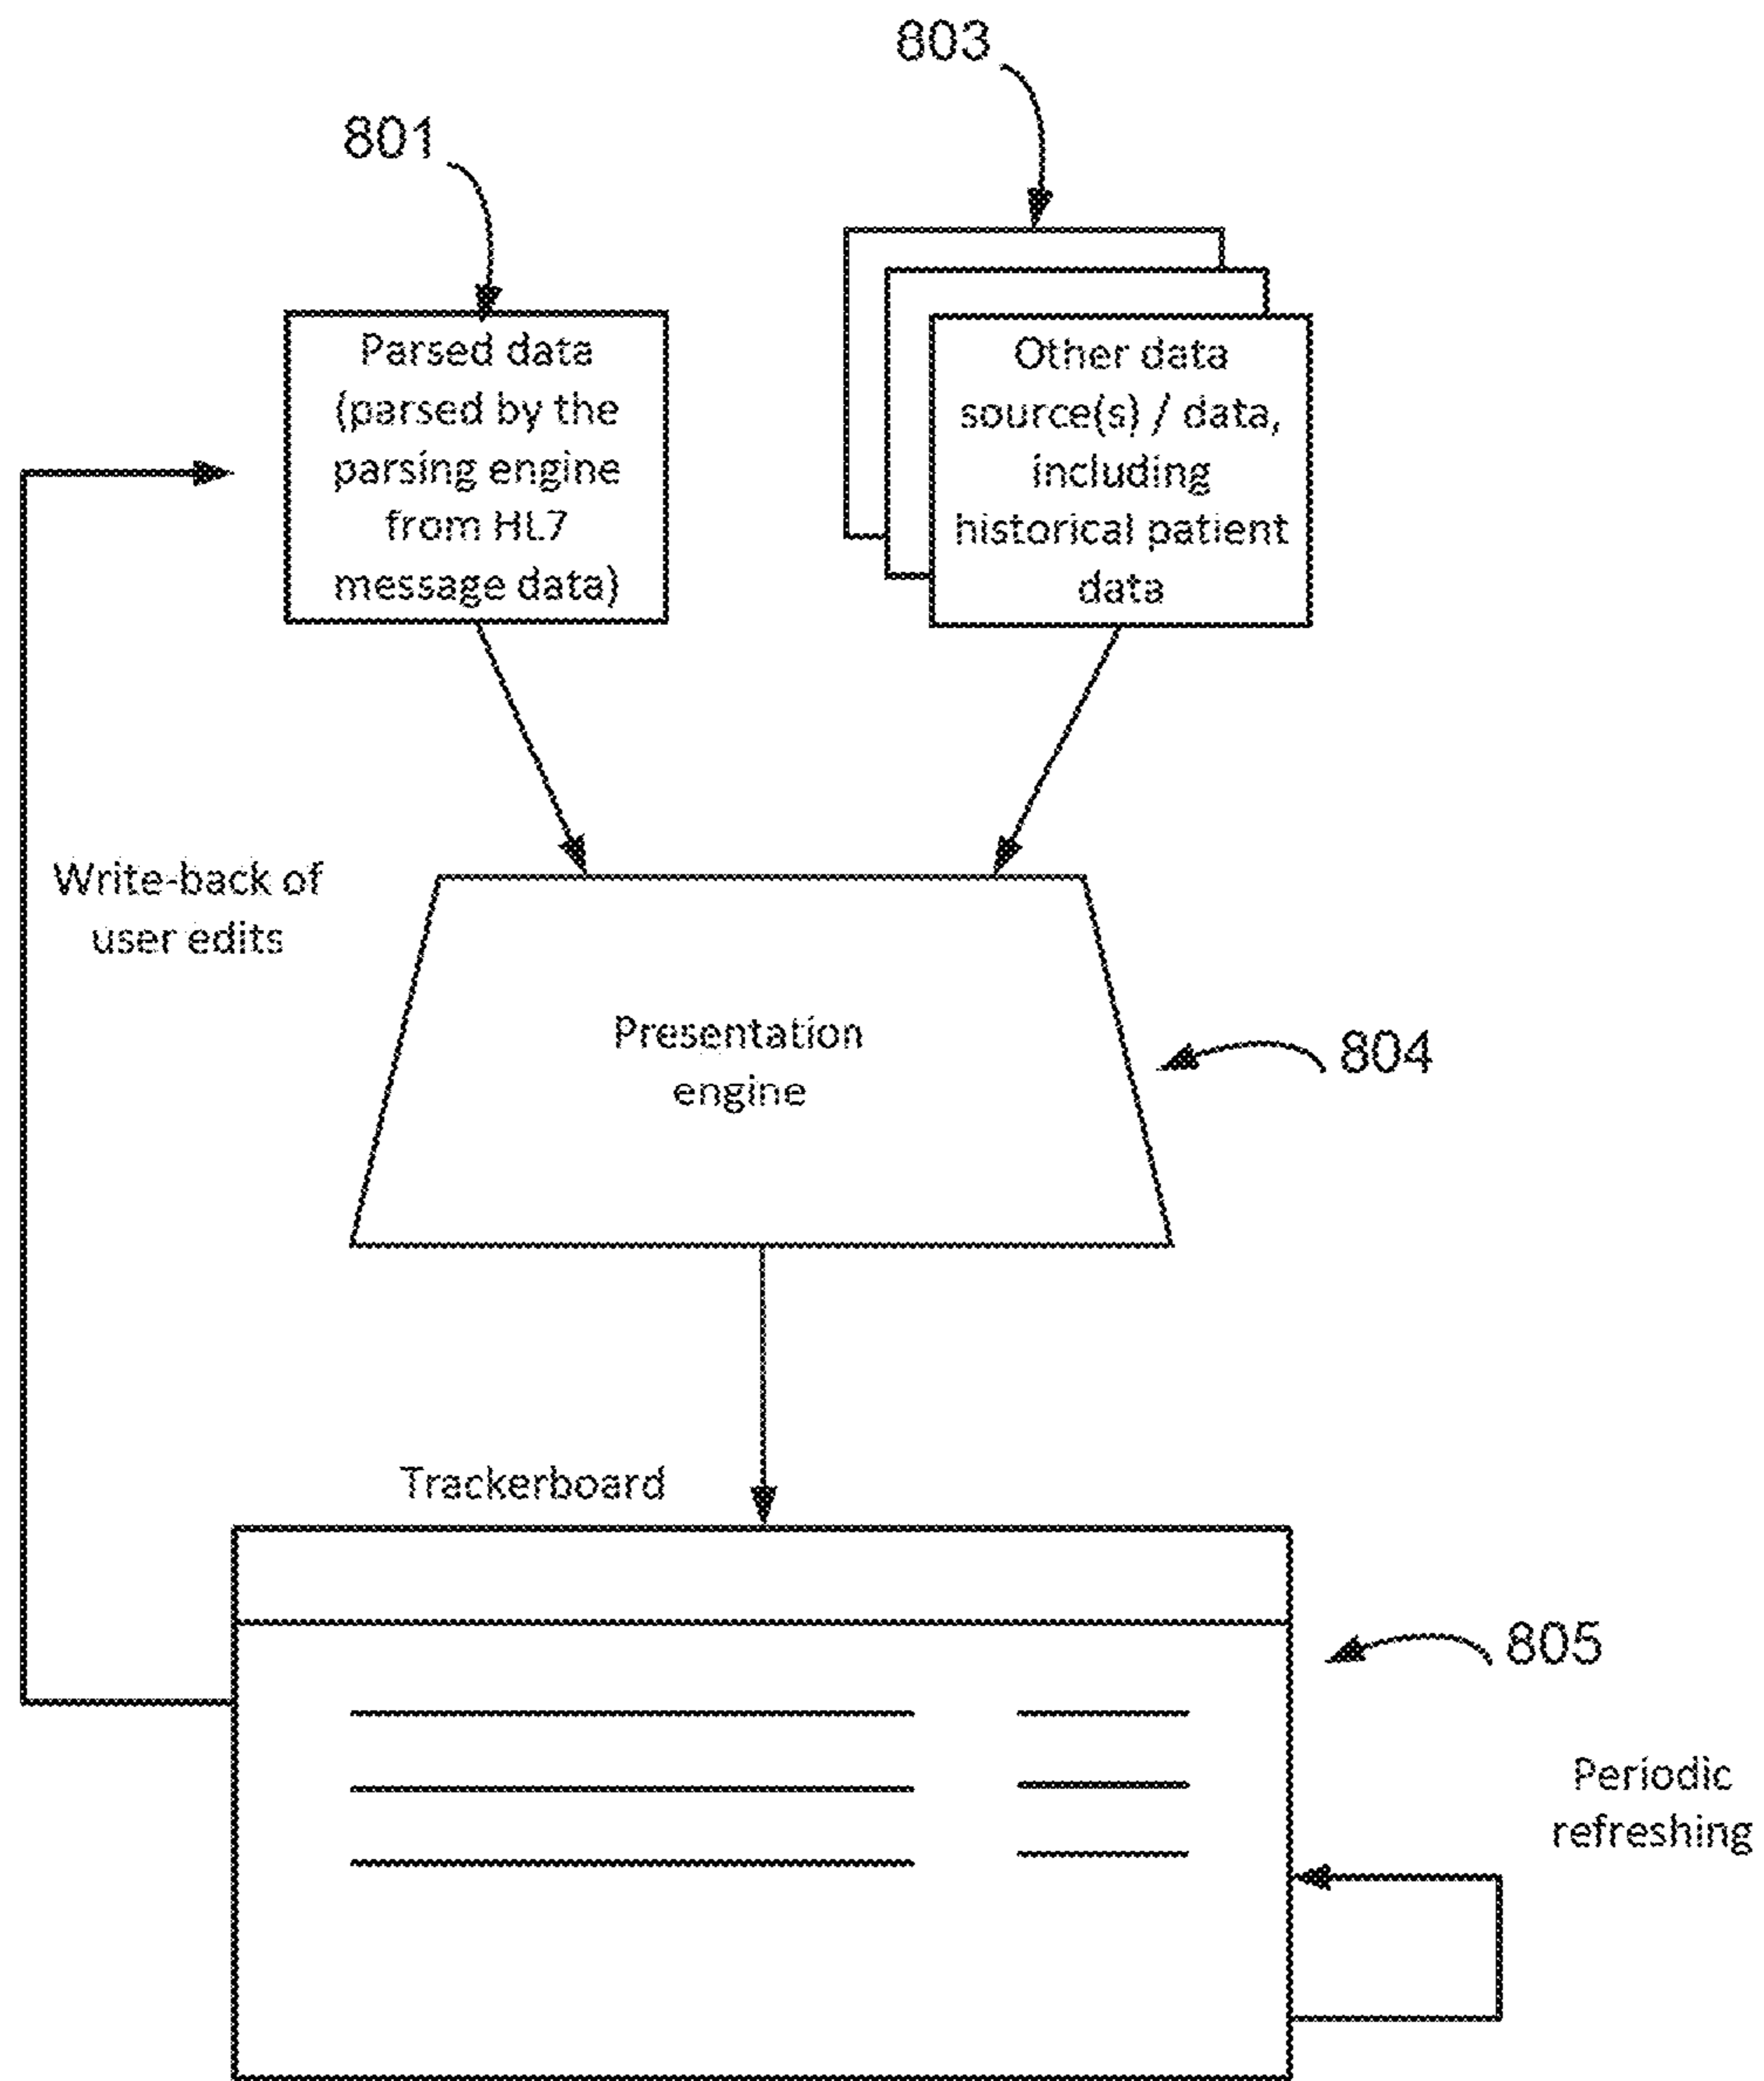 803
801
Parsed data
(parsed by the
parsing engine
from HL7
message data)
Other data
source(s) / data,
including
historical patient
data
Write-back of
user edits
Presentation
engine
804
Trackerboard
805
Periodic
refreshing